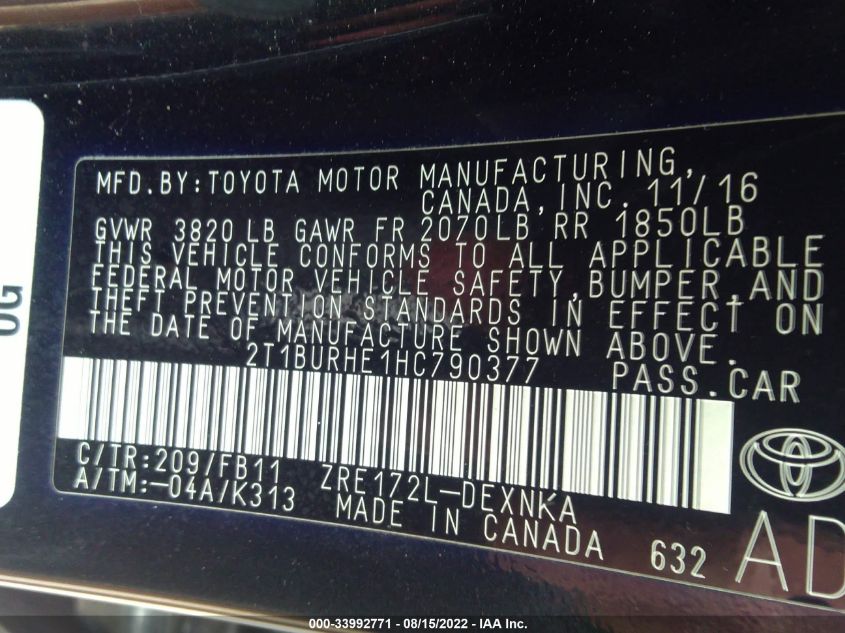 MFD.BY:TOYOTA MOTOR MANUFACTURING,
CANADA,INC. 11/16
GVWR 3820 LB GAWR FR 2070LB RR 1850LB
THIS VEHICLE CONFORMS TO ALL APPLICABLE
FEDERAL MOTOR VEHICLE SAFETY,BUMPER,AND
THEFT PREVENTION STANDARDS IN EFFECT ON
THE DATE OF MANUFACTURE SHOWN ABOVE.
2T1BURHE1HC790377 PASS.CAR
C/TR:209/FB11 ZRE172L-DEXNKA
A/TM:-04A/K313 MADE IN CANADA 632 AD
0G
000-33992771 - 08/15/2022 - IAA Inc.